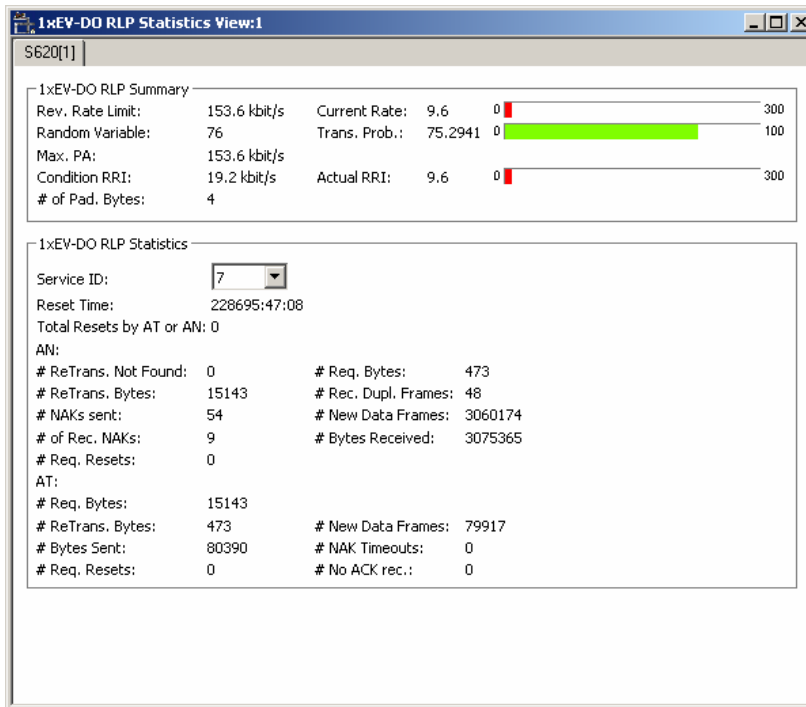 1xEV-DO RLP Statistics View:1
S620[1]
1xEV-DO RLP Summary
Rev. Rate Limit: 153.6 kbit/s Current Rate: 9.6 0 300
Random Variable: 76 Trans. Prob.: 75.2941 0 100
Max. PA: 153.6 kbit/s
Condition RRI: 19.2 kbit/s Actual RRI: 9.6 0 300
# of Pad. Bytes: 4
1xEV-DO RLP Statistics
Service ID: 7
Reset Time: 228695:47:08
Total Resets by AT or AN: 0
AN:
# ReTrans. Not Found: 0 # Req. Bytes: 473
# ReTrans. Bytes: 15143 # Rec. Dupl. Frames: 48
# NAKs sent: 54 # New Data Frames: 3060174
# of Rec. NAKs: 9 # Bytes Received: 3075365
# Req. Resets: 0
AT:
# Req. Bytes: 15143
# ReTrans. Bytes: 473 # New Data Frames: 79917
# Bytes Sent: 80390 # NAK Timeouts: 0
# Req. Resets: 0 # No ACK rec.: 0